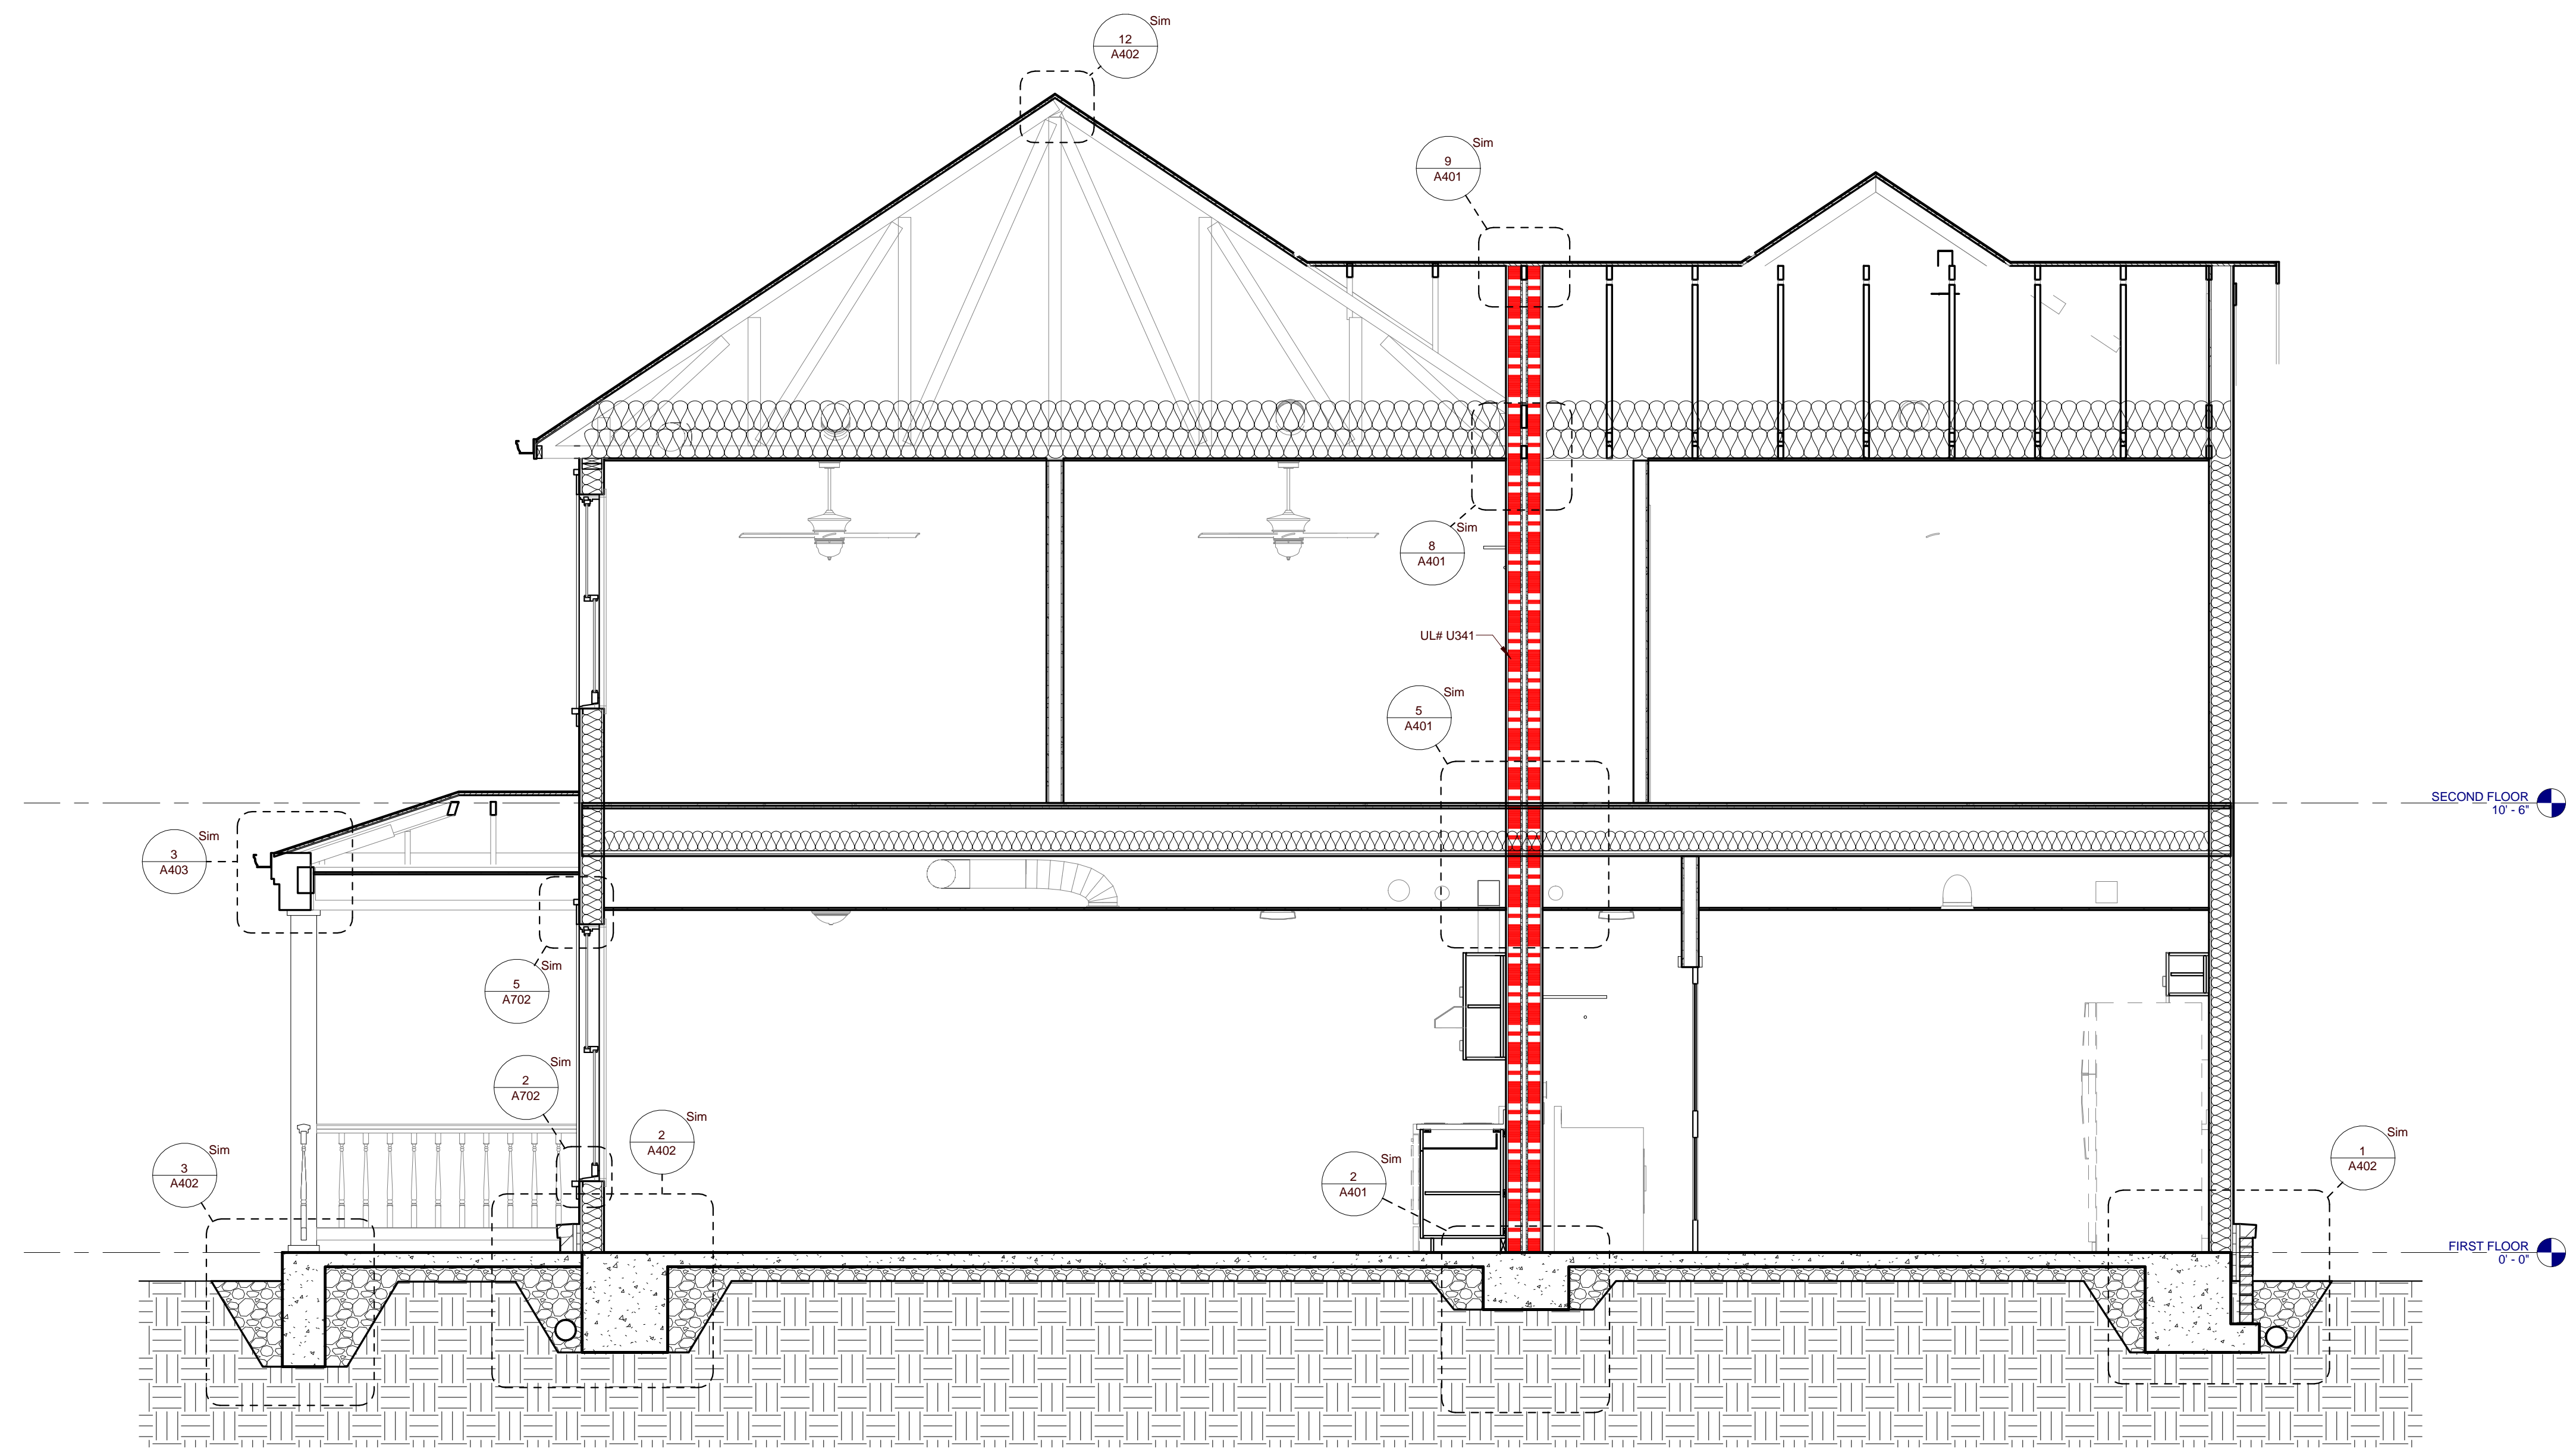 Sim
12
A402
Sim
9
A401
Sim
8
A401
UL# U341
Sim
5
A401
SECOND FLOOR
10' - 6"
Sim
3
A403
Sim
5
A702
Sim
2
A702
Sim
2
A402
Sim
3
A402
Sim
2
A401
Sim
1
A402
FIRST FLOOR
0' - 0"